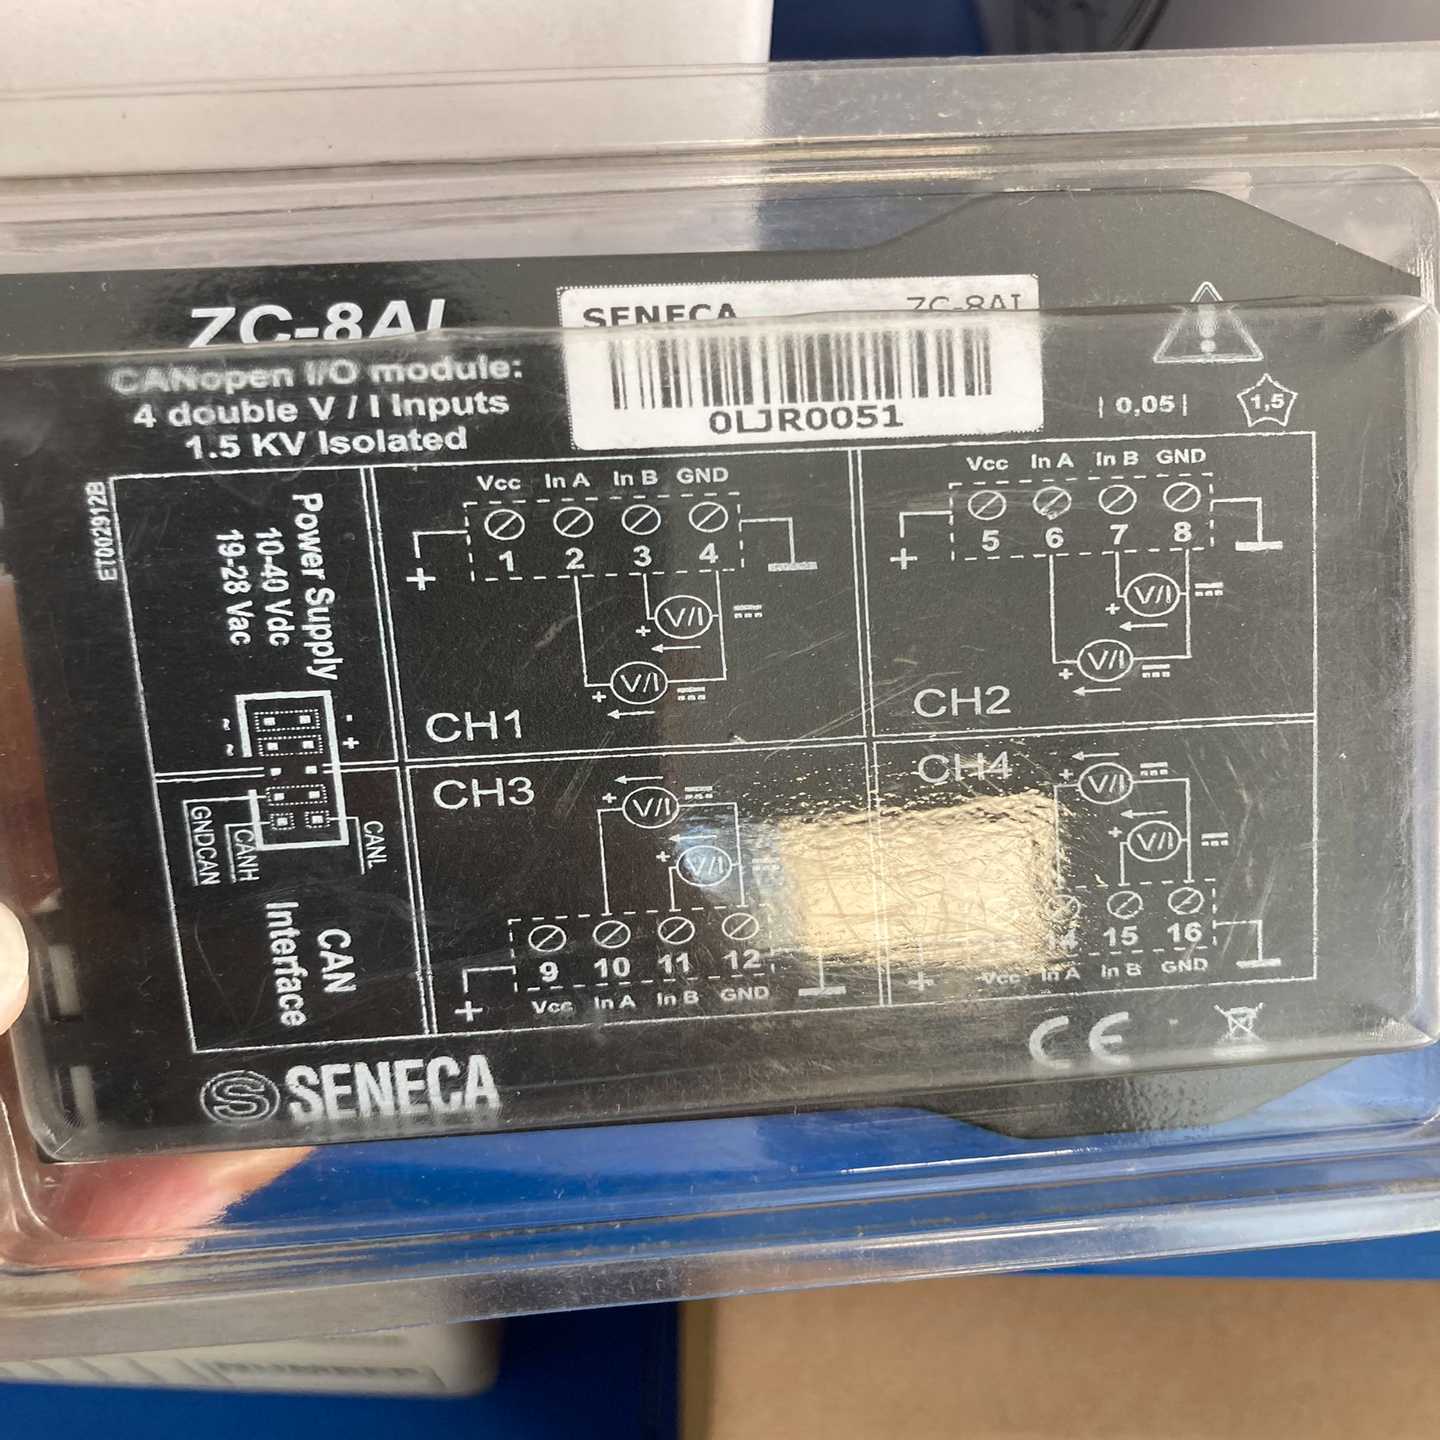 ZC-8AI
SENECA ZC-8AI
0LJR0051
CANopen I/O module:
4 double V / I Inputs
1.5 KV Isolated
| 0,05 | 1,5
ET002912B
Power Supply
10-40 Vdc
19-28 Vac
~ -
~ +
GNDCAN
CANH
CANL
CAN
Interface
Vcc In A In B GND
1 2 3 4
+
+ V/I
+ V/I
CH1
Vcc In A In B GND
5 6 7 8
+
+ V/I
+ V/I
CH2
CH3
+ V/I
+ V/I
9 10 11 12
+ Vcc In A In B GND
CH4
+ V/I
+ V/I
14 15 16
+ Vcc In A In B GND
S SENECA
CE